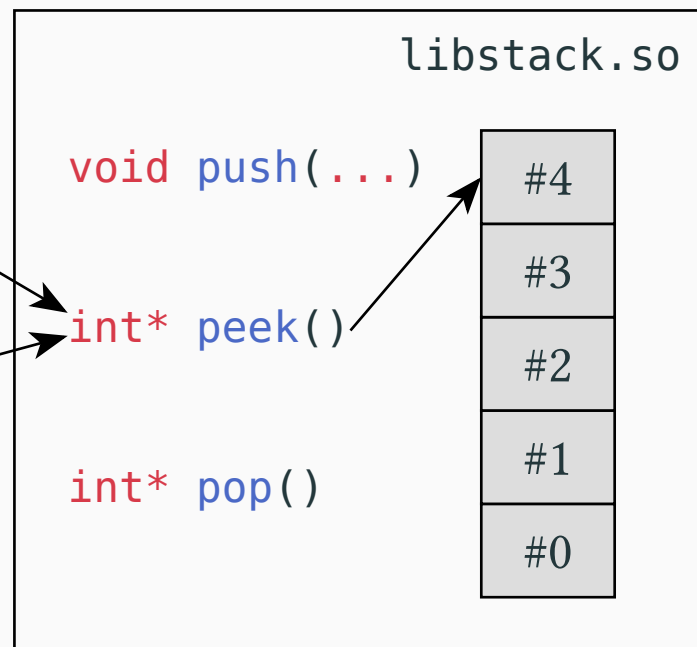 libstack.so
void push(...)
int* peek()
int* pop()
#4
#3
#2
#1
#0